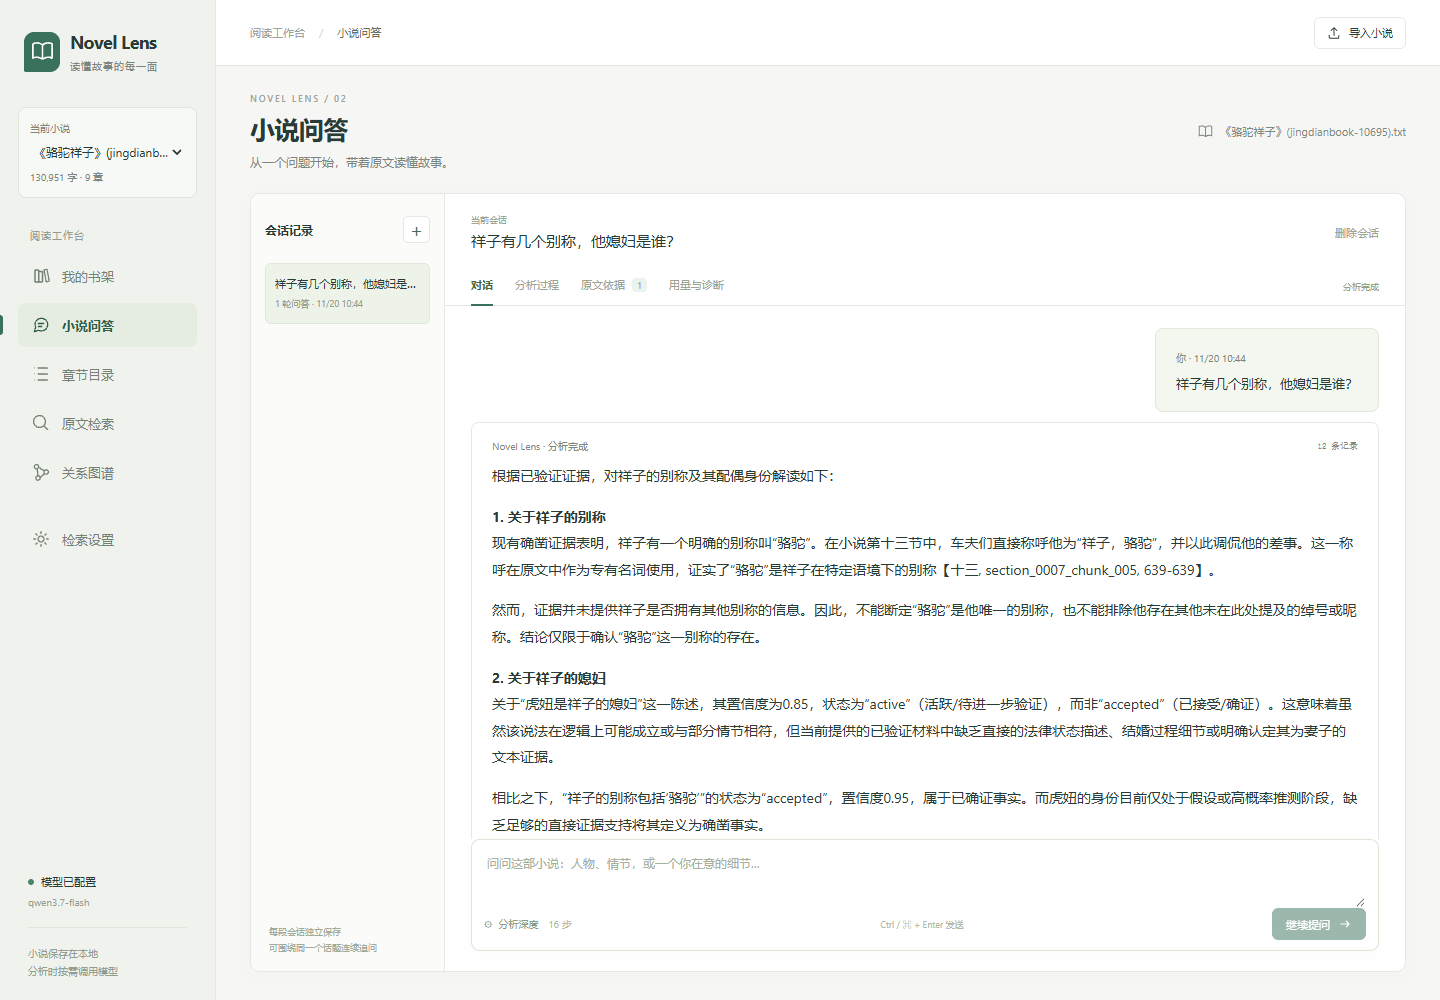 Novel Lens
读懂故事的每一面
当前小说
《骆驼祥子》(jingdianb...
130,951 字 · 9 章
阅读工作台
我的书架
小说问答
章节目录
原文检索
关系图谱
检索设置
模型已配置
qwen3.7-flash
小说保存在本地
分析时按需调用模型
阅读工作台 / 小说问答
导入小说
NOVEL LENS / 02
小说问答
从一个问题开始，带着原文读懂故事。
《骆驼祥子》(jingdianbook-10695).txt
会话记录
+
祥子有几个别称，他媳妇是...
1 轮问答 · 11/20 10:44
每段会话独立保存
可围绕同一个话题连续追问
当前会话
祥子有几个别称，他媳妇是谁?
删除会话
对话 分析过程 原文依据 1 用量与诊断
分析完成
你 · 11/20 10:44
祥子有几个别称，他媳妇是谁?
Novel Lens · 分析完成
12 条记录
根据已验证证据，对祥子的别称及其配偶身份解读如下：
1. 关于祥子的别称
现有确凿证据表明，祥子有一个明确的别称叫“骆驼”。在小说第十三节中，车夫们直接称呼他为“祥子，骆驼”，并以此调侃他的差事。这一称
呼在原文中作为专有名词使用，证实了“骆驼”是祥子在特定语境下的别称【十三, section_0007_chunk_005, 639-639】。
然而，证据并未提供祥子是否拥有其他别称的信息。因此，不能断定“骆驼”是他唯一的别称，也不能排除他存在其他未在此处提及的绰号或昵
称。结论仅限于确认“骆驼”这一别称的存在。
2. 关于祥子的媳妇
关于“虎妞是祥子的媳妇”这一陈述，其置信度为0.85，状态为“active”（活跃/待进一步验证），而非“accepted”（已接受/确证）。这意味着虽
然该说法在逻辑上可能成立或与部分情节相符，但当前提供的已验证材料中缺乏直接的法律状态描述、结婚过程细节或明确认定其为妻子的
文本证据。
相比之下，“祥子的别称包括‘骆驼’”的状态为“accepted”，置信度0.95，属于已确证事实。而虎妞的身份目前仅处于假设或高概率推测阶段，缺
乏足够的直接证据支持将其定义为确凿事实。
问问这部小说：人物、情节，或一个你在意的细节...
分析深度 16 步
Ctrl / ⌘ + Enter 发送
继续提问 →